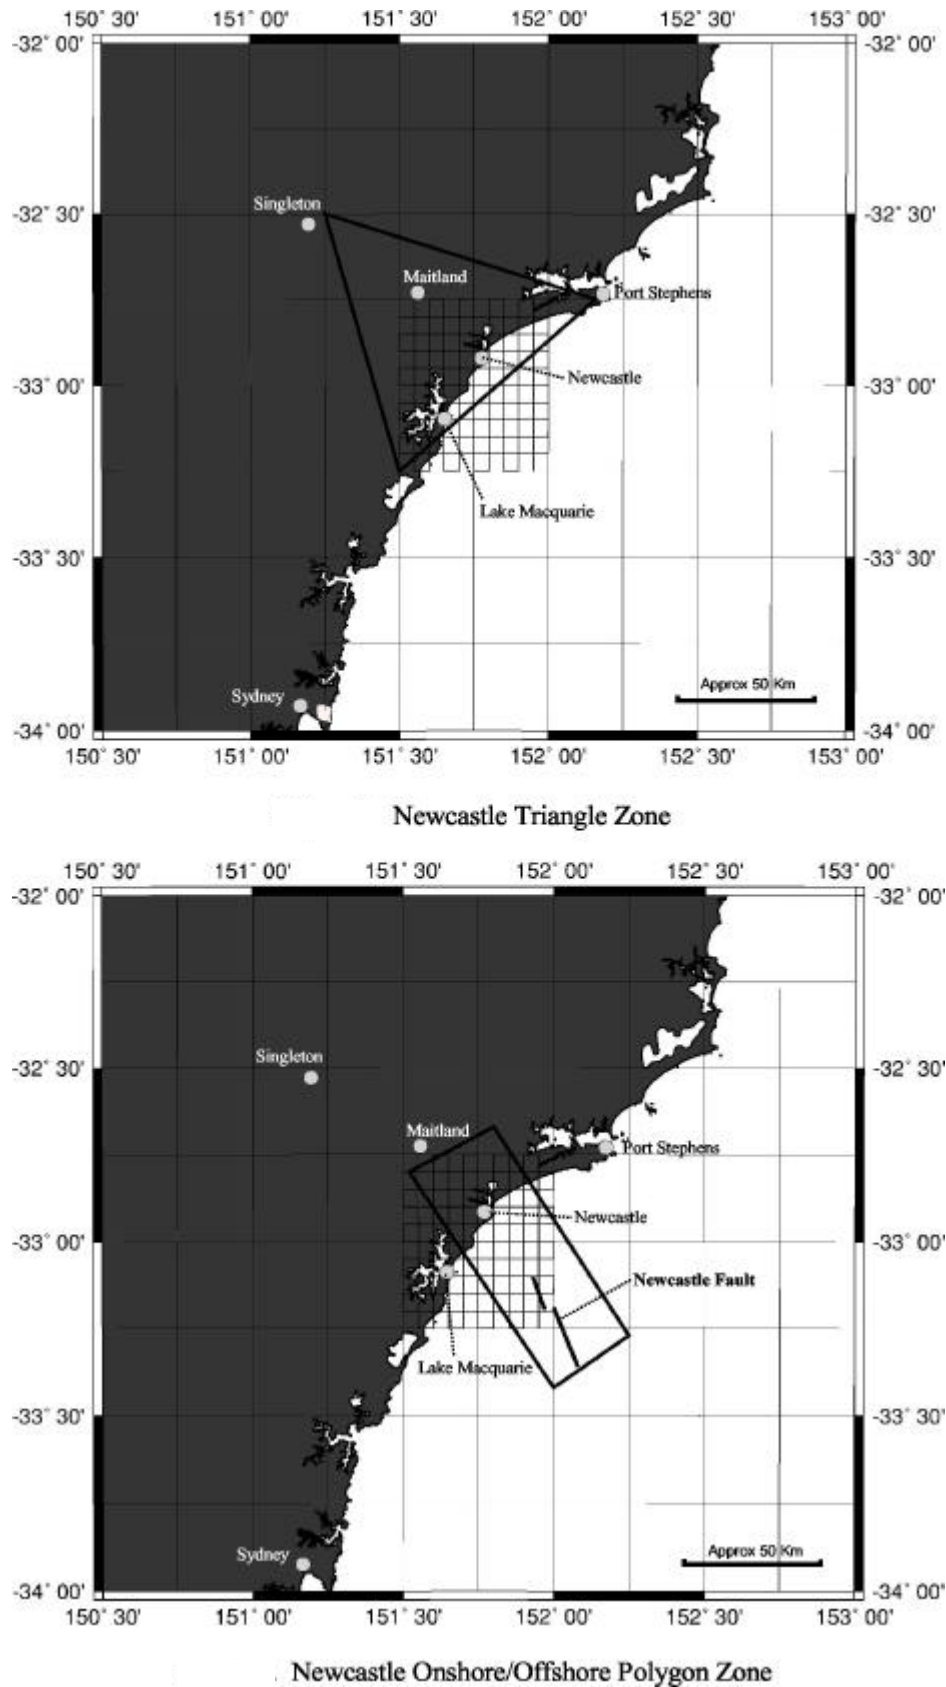 150° 30' 151° 00' 151° 30' 152° 00' 152° 30' 153° 00'
-32° 00' -32° 00'
Singleton
-32° 30' -32° 30'
Maitland
Port Stephens
Newcastle
-33° 00' -33° 00'
Lake Macquarie
-33° 30' -33° 30'
Approx 50 Km
Sydney
-34° 00' -34° 00'
150° 30' 151° 00' 151° 30' 152° 00' 152° 30' 153° 00'
Newcastle Triangle Zone
150° 30' 151° 00' 151° 30' 152° 00' 152° 30' 153° 00'
-32° 00' -32° 00'
Singleton
-32° 30' -32° 30'
Maitland
Port Stephens
Newcastle
-33° 00' -33° 00'
Newcastle Fault
Lake Macquarie
-33° 30' -33° 30'
Approx 50 Km
Sydney
-34° 00' -34° 00'
150° 30' 151° 00' 151° 30' 152° 00' 152° 30' 153° 00'
Newcastle Onshore/Offshore Polygon Zone